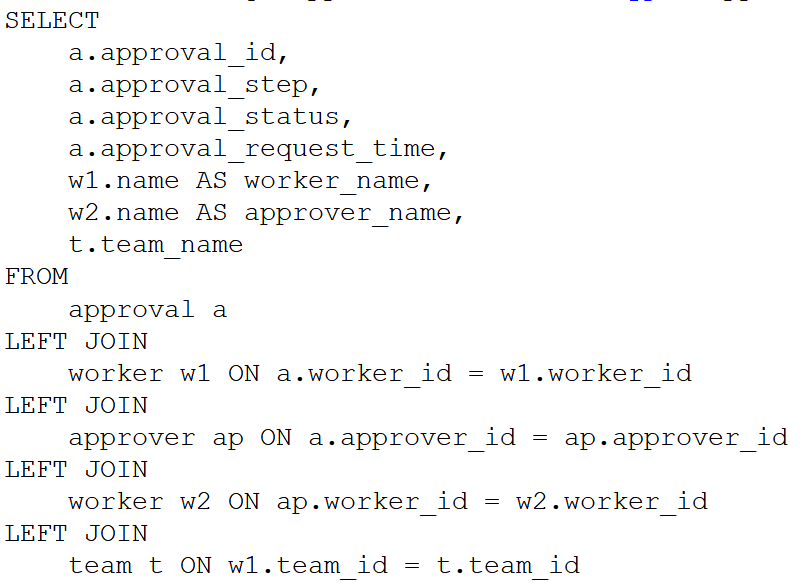 SELECT
    a.approval_id,
    a.approval_step,
    a.approval_status,
    a.approval_request_time,
    w1.name AS worker_name,
    w2.name AS approver_name,
    t.team_name
FROM
    approval a
LEFT JOIN
    worker w1 ON a.worker_id = w1.worker_id
LEFT JOIN
    approver ap ON a.approver_id = ap.approver_id
LEFT JOIN
    worker w2 ON ap.worker_id = w2.worker_id
LEFT JOIN
    team t ON w1.team_id = t.team_id